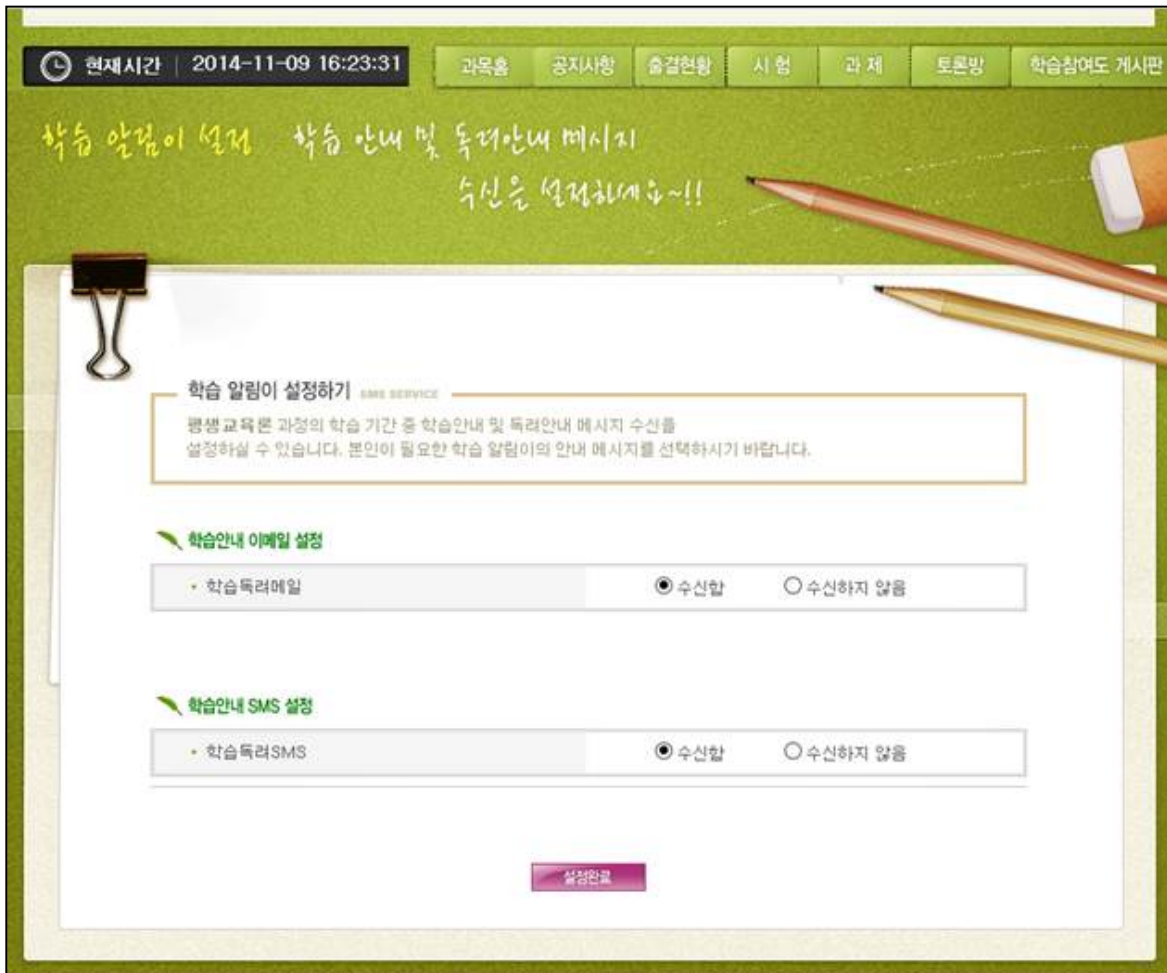 현재시간 | 2014-11-09 16:23:31
과목홈 공지사항 출결현황 시험 과제 토론방 학습참여도 게시판
학습 알림이 설정 학습 안내 및 독려안내 메시지
수신을 설정하세요~!!
학습 알림이 설정하기 SMS SERVICE
평생교육론 과정의 학습 기간 중 학습안내 및 독려안내 메시지 수신를
설정하실 수 있습니다. 본인이 필요한 학습 알림이의 안내 메시지를 선택하시기 바랍니다.
학습안내 이메일 설정
• 학습독려메일 수신함 수신하지 않음
학습안내 SMS 설정
• 학습독려SMS 수신함 수신하지 않음
설정완료